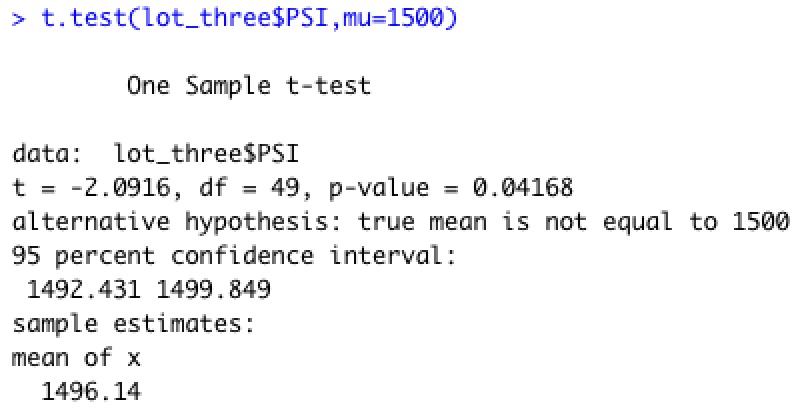 > t.test(lot_three$PSI,mu=1500)
One Sample t-test
data:  lot_three$PSI
t = -2.0916, df = 49, p-value = 0.04168
alternative hypothesis: true mean is not equal to 1500
95 percent confidence interval:
1492.431 1499.849
sample estimates:
mean of x
1496.14